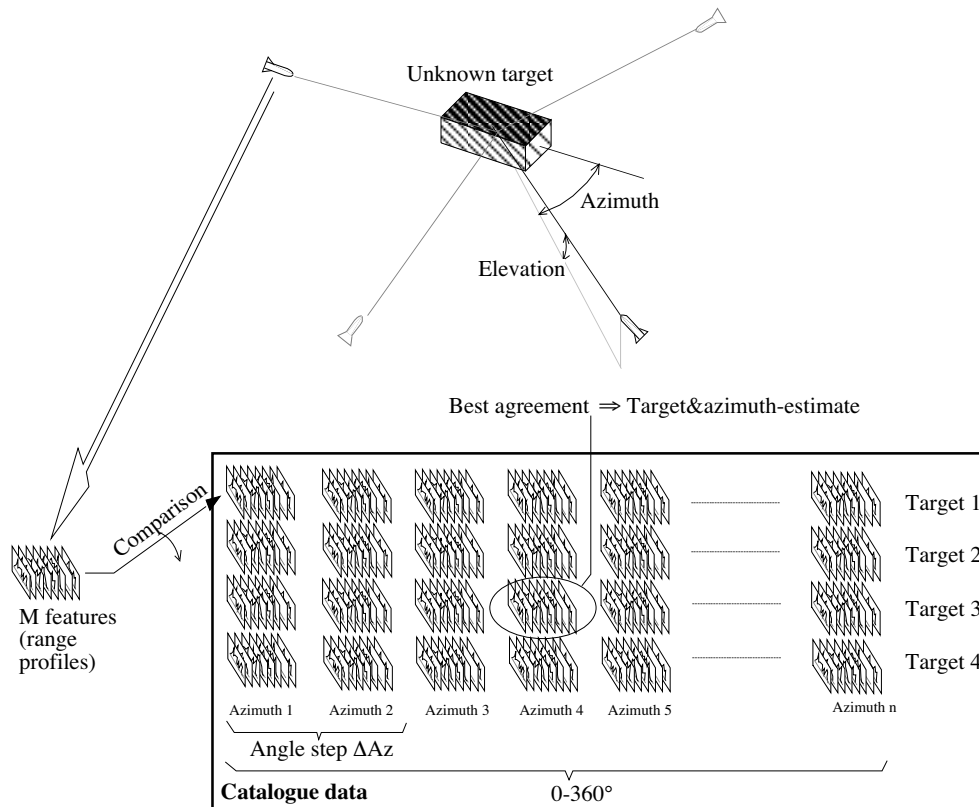 Unknown target
Azimuth
Elevation
Best agreement ⇒ Target&azimuth-estimate
Comparison
M features
(range
profiles)
Target 1
Target 2
Target 3
Target 4
Azimuth 1 Azimuth 2 Azimuth 3 Azimuth 4 Azimuth 5 Azimuth n
Angle step ΔAz
Catalogue data 0-360°